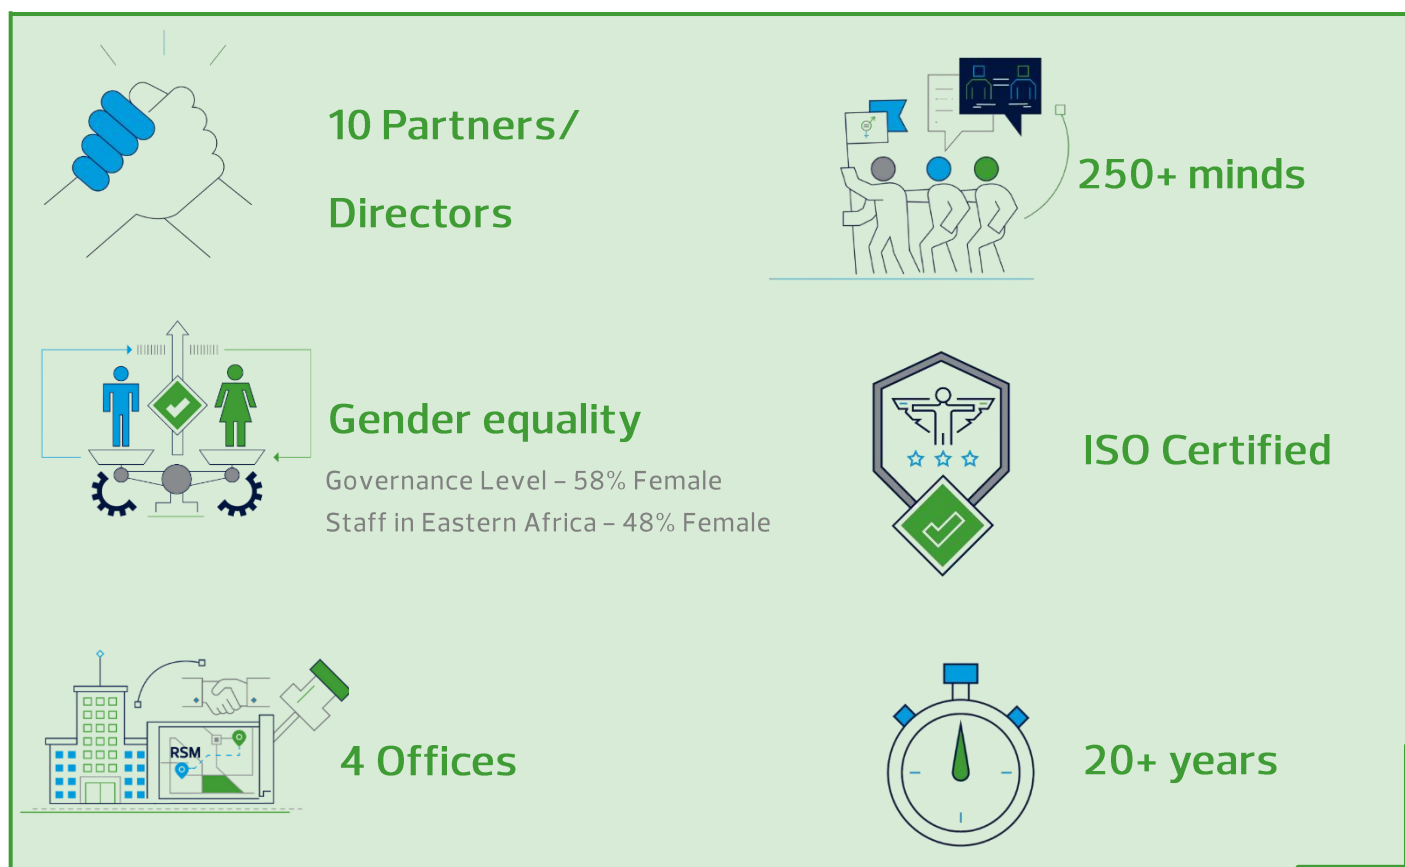 10 Partners/
Directors
250+ minds
Gender equality
Governance Level – 58% Female
Staff in Eastern Africa – 48% Female
ISO Certified
RSM
4 Offices
20+ years